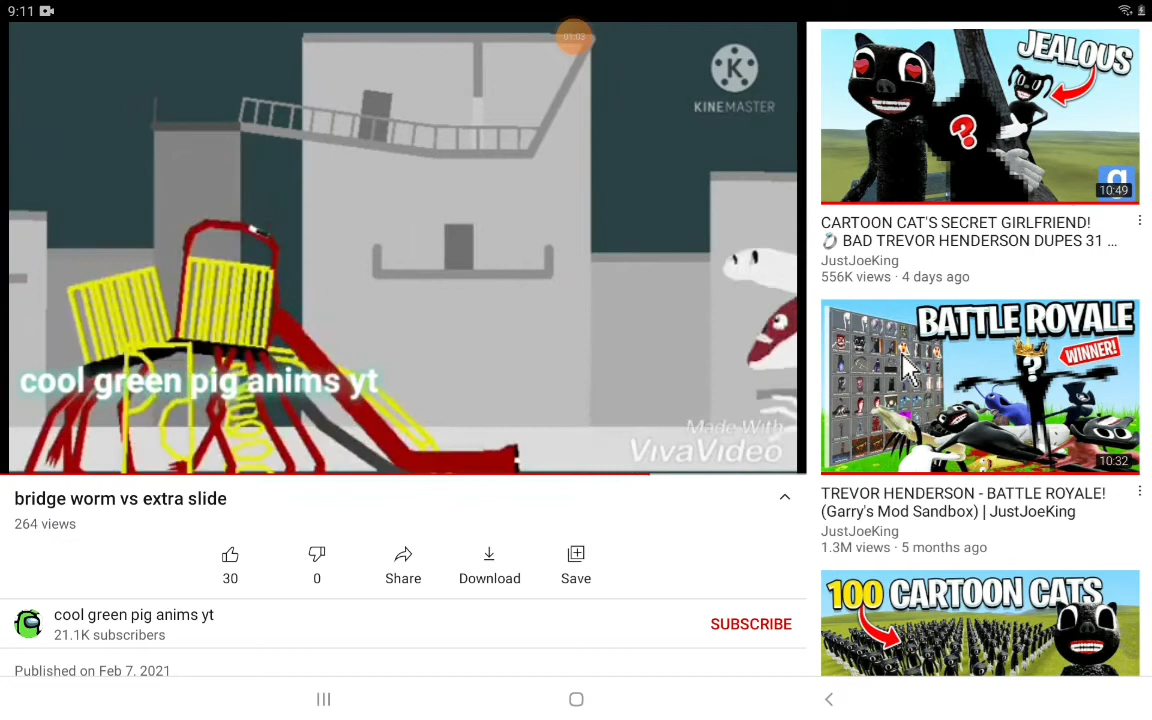 9:11
01:03
K
KINEMASTER
cool green pig anims yt
Made With
VivaVideo
bridge worm vs extra slide
264 views
30
0
Share
Download
Save
cool green pig anims yt
21.1K subscribers
SUBSCRIBE
Published on Feb 7, 2021
JEALOUS
?
10:49
CARTOON CAT'S SECRET GIRLFRIEND!
💍 BAD TREVOR HENDERSON DUPES 31 ...
JustJoeKing
556K views · 4 days ago
BATTLE ROYALE
WINNER!
?
10:32
TREVOR HENDERSON - BATTLE ROYALE!
(Garry's Mod Sandbox) | JustJoeKing
JustJoeKing
1.3M views · 5 months ago
100 CARTOON CATS